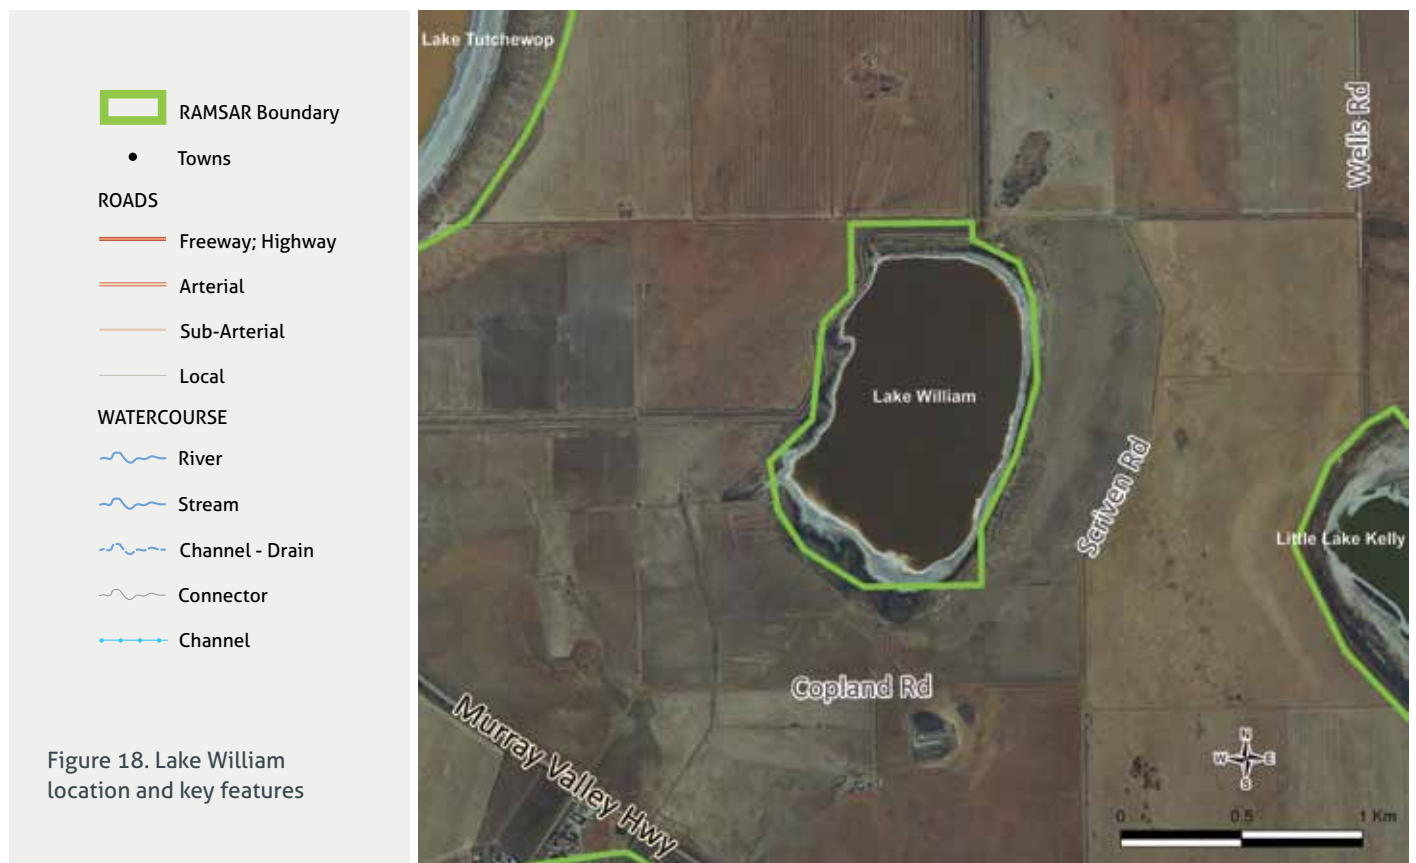 RAMSAR Boundary
Towns
ROADS
Freeway; Highway
Arterial
Sub-Arterial
Local
WATERCOURSE
River
Stream
Channel - Drain
Connector
Channel
Figure 18. Lake William
location and key features
Lake Tutchewop
Wells Rd
Lake William
Scriven Rd
Little Lake Kelly
Copland Rd
Murray Valley Hwy
N
W E
S
0 0.5 1 Km